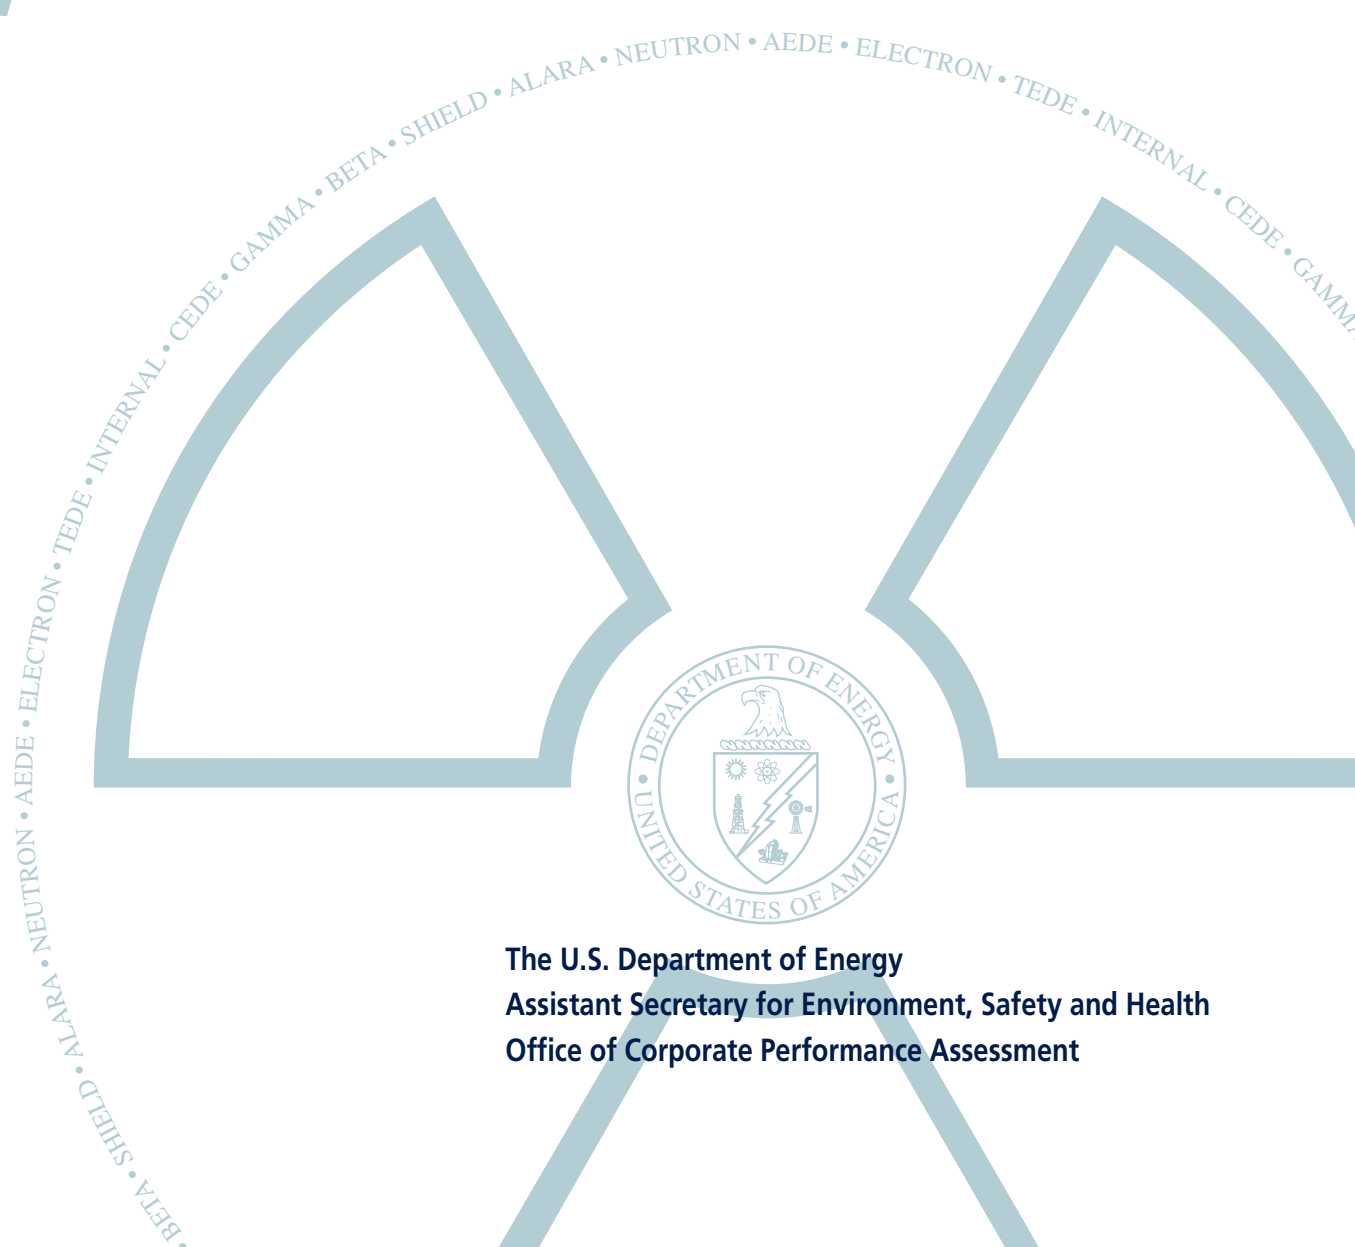 BETA • SHIELD • ALARA • NEUTRON • AEDE • ELECTRON • TEDE • INTERNAL • CEDE • GAMMA • BETA • SHIELD • ALARA • NEUTRON • AEDE • ELECTRON • TEDE • INTERNAL • CEDE • GAMMA
• DEPARTMENT OF ENERGY •
UNITED STATES OF AMERICA
The U.S. Department of Energy
Assistant Secretary for Environment, Safety and Health
Office of Corporate Performance Assessment